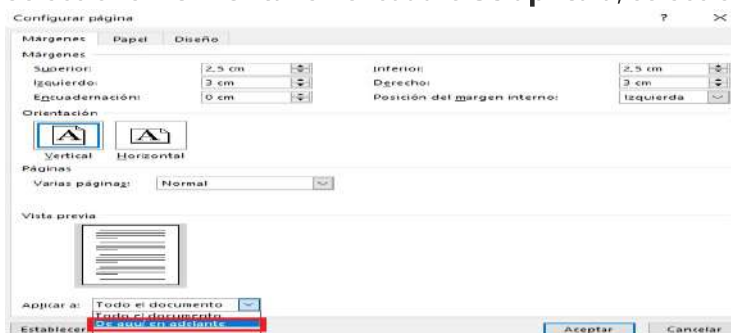 Configurar página ? ×
Márgenes Papel Diseño
Márgenes
Superior: 2,5 cm Inferior: 2,5 cm
Izquierdo: 3 cm Derecho: 3 cm
Encuadernación: 0 cm Posición del margen interno: Izquierda
Orientación
Vertical Horizontal
Páginas
Varias páginas: Normal
Vista previa
Aplicar a: Todo el documento
Todo el documento
De aquí en adelante
Establecer Aceptar Cancelar